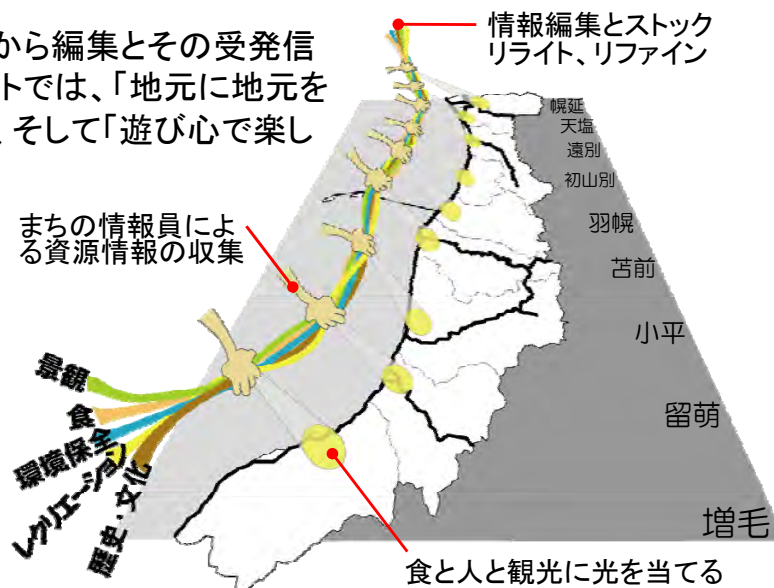 から編集とその受発信
トでは、「地元に地元を
、そして「遊び心で楽し
情報編集とストック
リライト、リファイン
まちの情報員によ
る資源情報の収集
幌延
天塩
遠別
初山別
羽幌
苫前
小平
留萌
増毛
景観
食
環境保全
レクリエーション
歴史・文化
食と人と観光に光を当てる